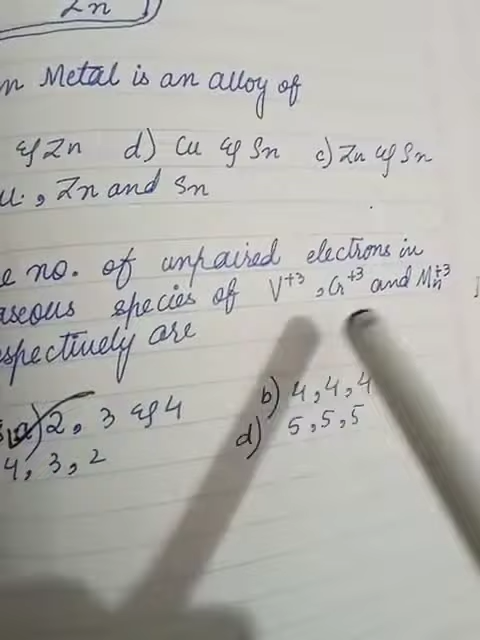 Zn
n Metal is an alloy of
& Zn d) Cu & Sn c) Zn & Sn
u, Zn and Sn
e no. of unpaired electrons in
aseous species of V+3, Cr+3 and Mn+3
spectively are
a) 2, 3 & 4 b) 4, 4, 4
4, 3, 2 d) 5, 5, 5